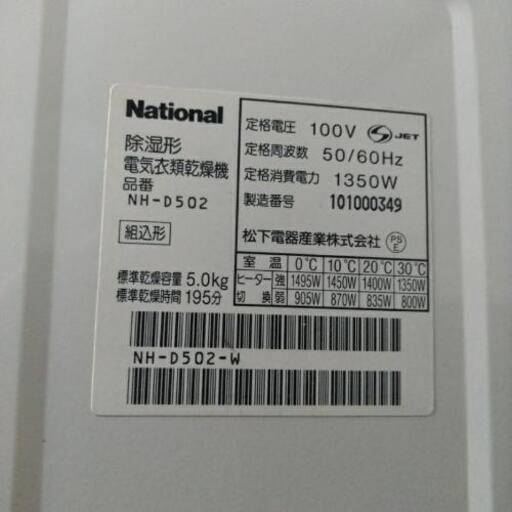 National
除湿形
電気衣類乾燥機
品番
NH-D502
組込形
標準乾燥容量 5.0kg
標準乾燥時間 195分
定格電圧 100V S JET
定格周波数 50/60Hz
定格消費電力 1350W
製造番号 101000349
松下電器産業株式会社 PS E
室温 0℃ 10℃ 20℃ 30℃
ヒーター 強 1495W 1450W 1400W 1350W
切換 弱 905W 870W 835W 800W
NH-D502-W